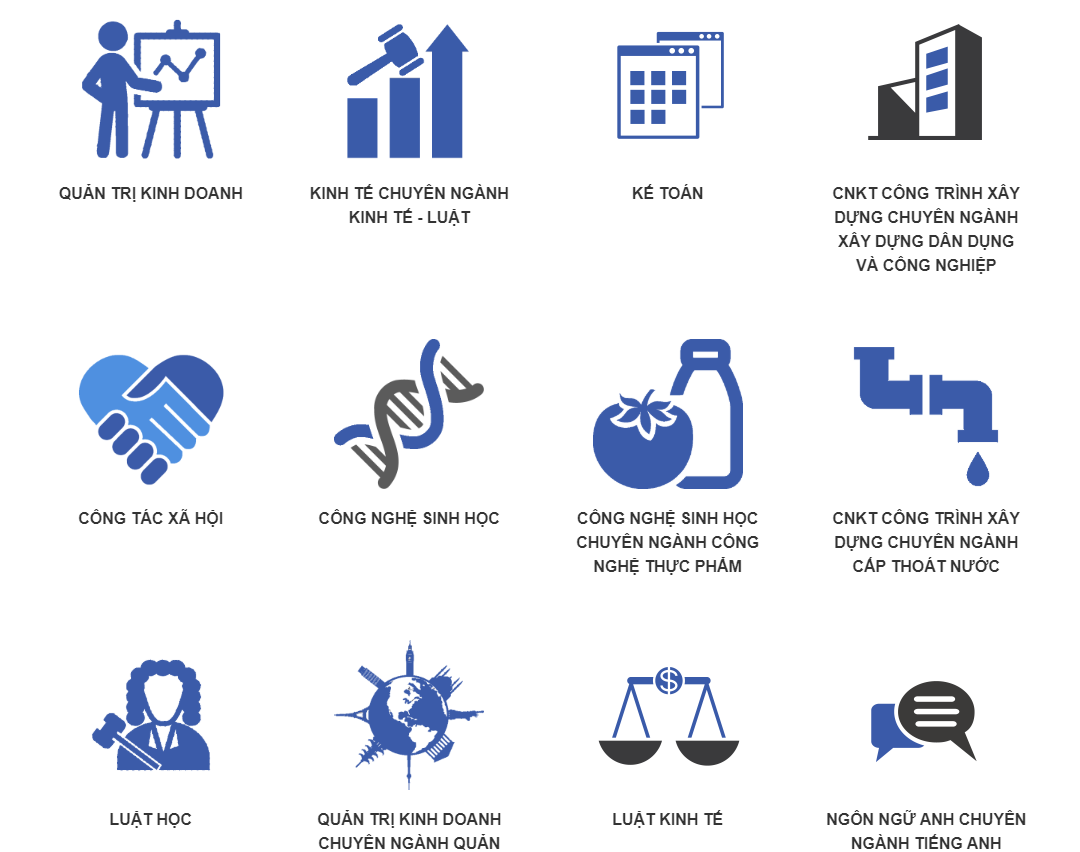 QUẢN TRỊ KINH DOANH
KINH TẾ CHUYÊN NGÀNH
KINH TẾ - LUẬT
KẾ TOÁN
CNKT CÔNG TRÌNH XÂY
DỰNG CHUYÊN NGÀNH
XÂY DỰNG DÂN DỤNG
VÀ CÔNG NGHIỆP
CÔNG TÁC XÃ HỘI
CÔNG NGHỆ SINH HỌC
CÔNG NGHỆ SINH HỌC
CHUYÊN NGÀNH CÔNG
NGHỆ THỰC PHẨM
CNKT CÔNG TRÌNH XÂY
DỰNG CHUYÊN NGÀNH
CẤP THOÁT NƯỚC
$
LUẬT HỌC
QUẢN TRỊ KINH DOANH
CHUYÊN NGÀNH QUẢN
LUẬT KINH TẾ
NGÔN NGỮ ANH CHUYÊN
NGÀNH TIẾNG ANH